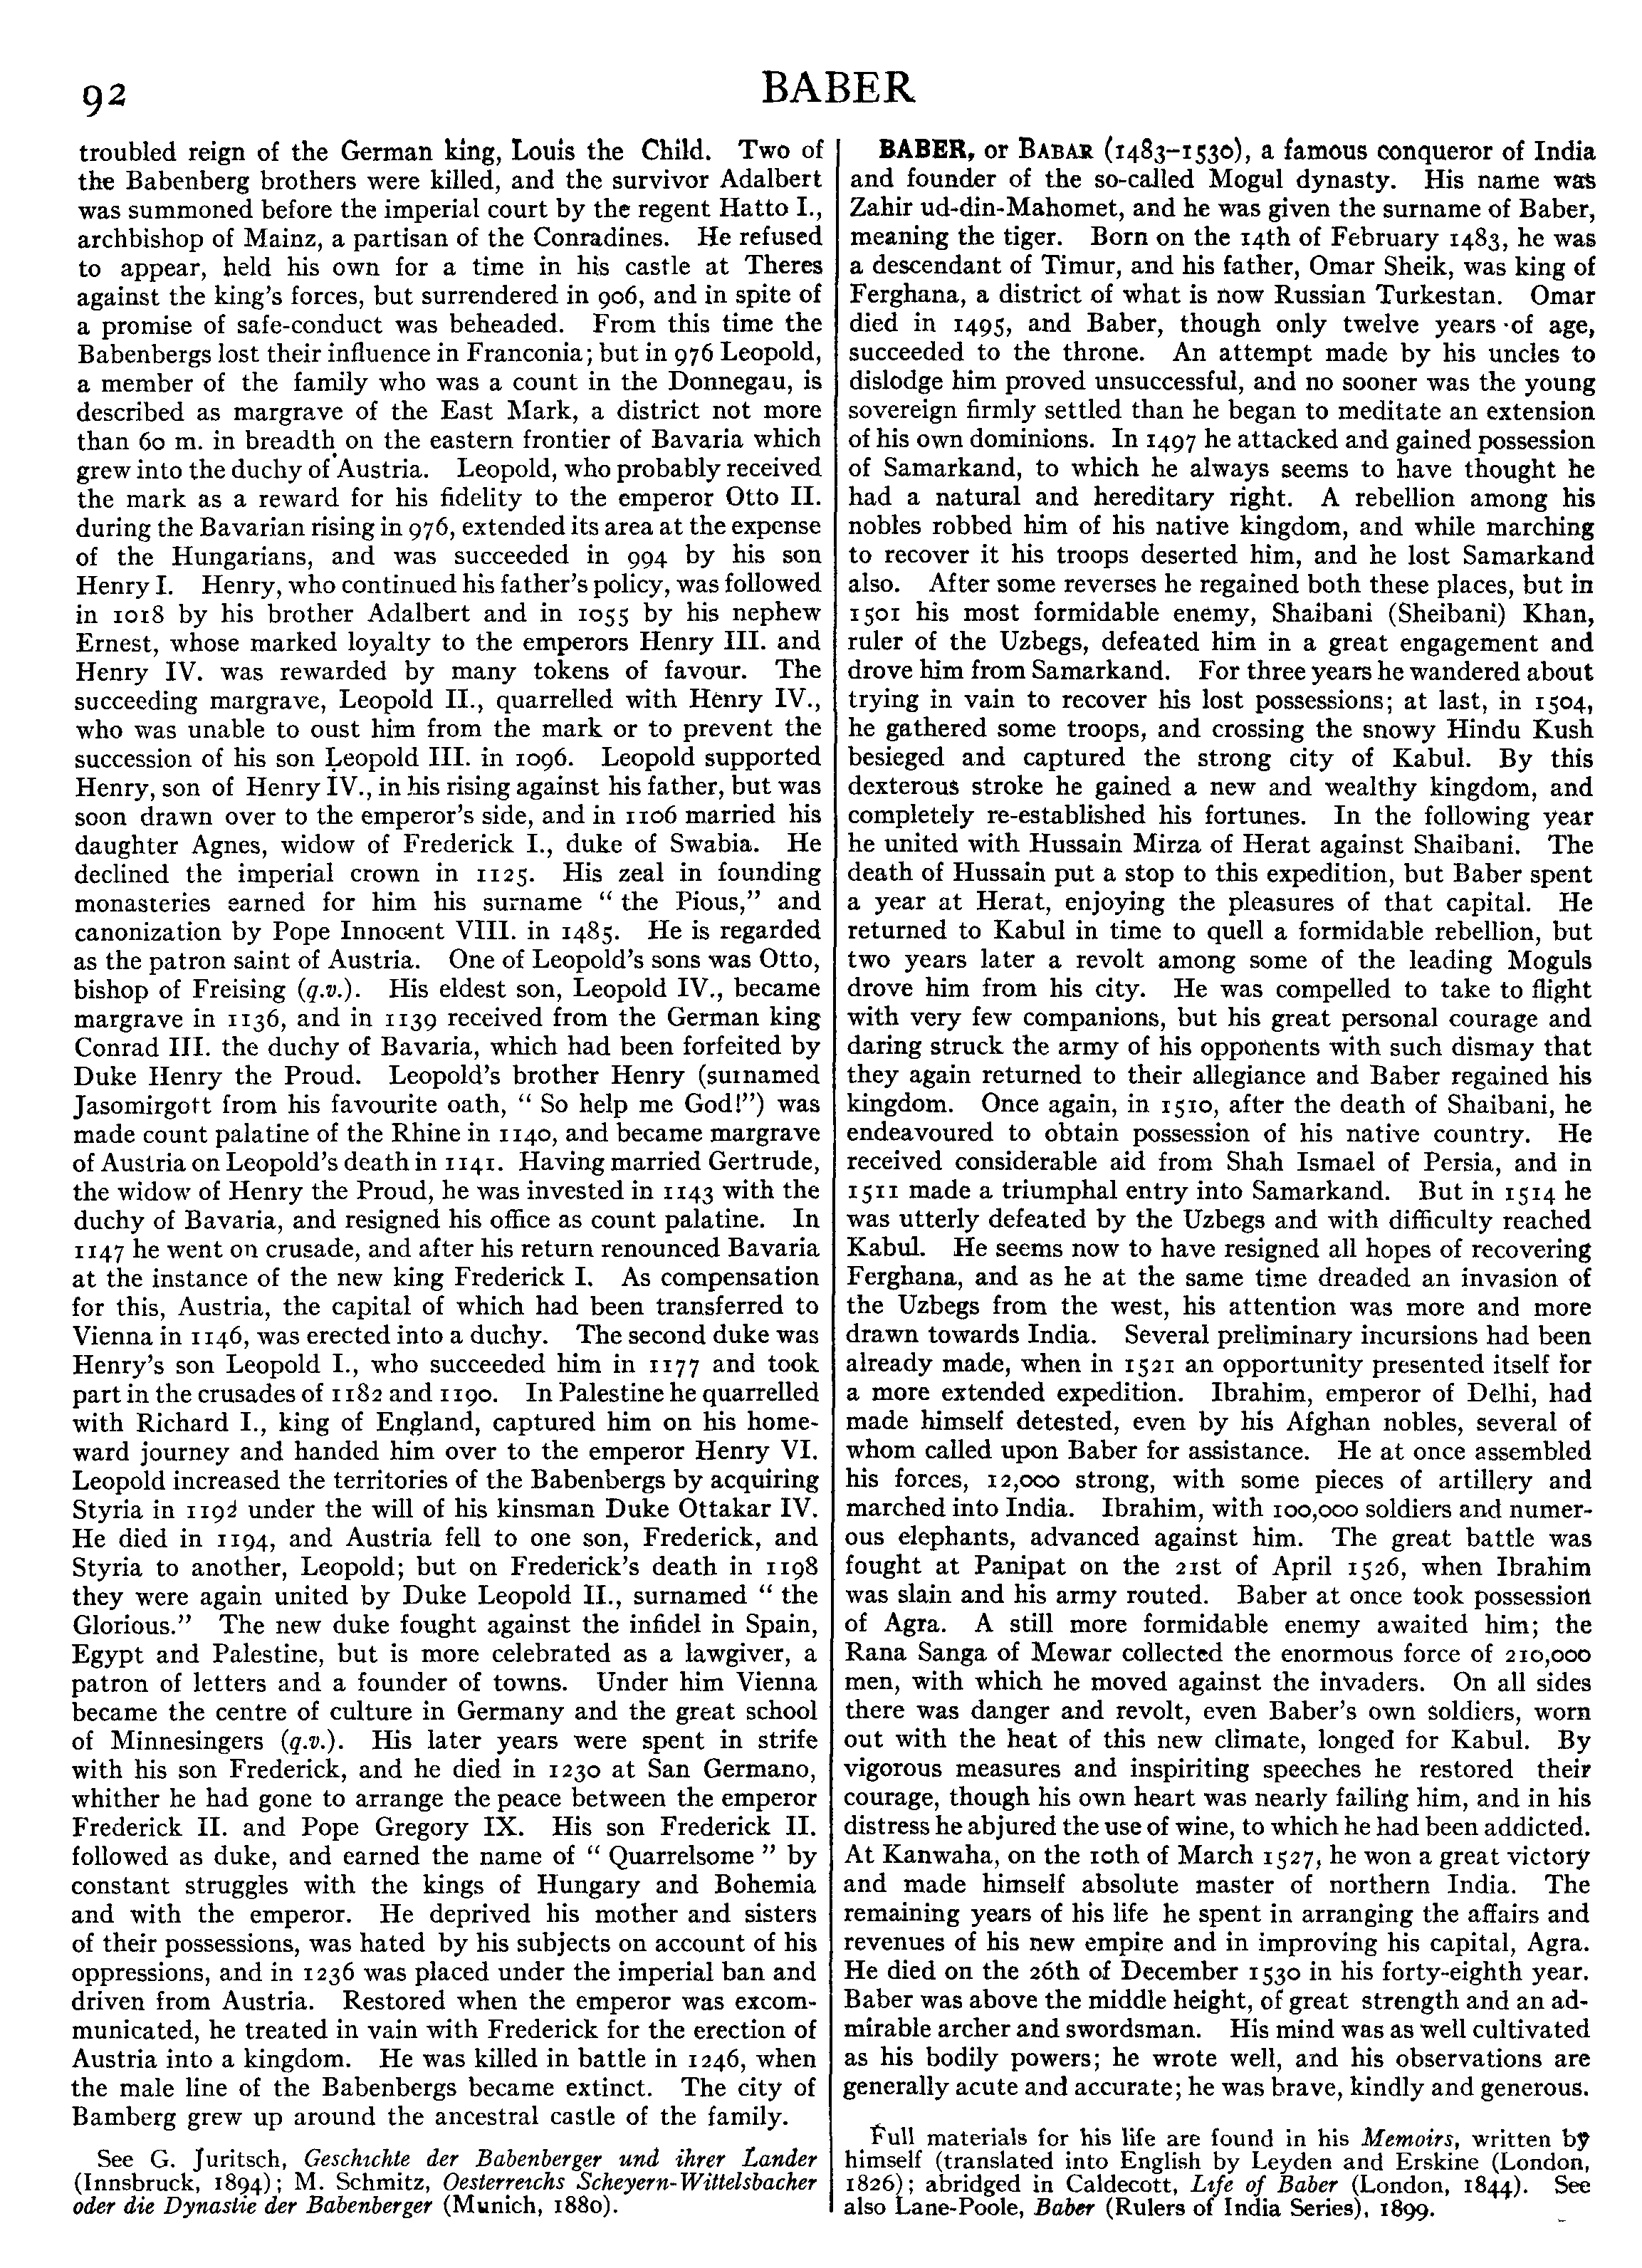 92
BABER
troubled reign of the German king, Louis the Child. Two of
the Babenberg brothers were killed, and the survivor Adalbert
was summoned before the imperial court by the regent Hatto I.,
archbishop of Mainz, a partisan of the Conradines. He refused
to appear, held his own for a time in his castle at Theres
against the king's forces, but surrendered in 906, and in spite of
a promise of safe-conduct was beheaded. From this time the
Babenbergs lost their influence in Franconia; but in 976 Leopold,
a member of the family who was a count in the Donnegau, is
described as margrave of the East Mark, a district not more
than 60 m. in breadth on the eastern frontier of Bavaria which
grew into the duchy of Austria. Leopold, who probably received
the mark as a reward for his fidelity to the emperor Otto II.
during the Bavarian rising in 976, extended its area at the expense
of the Hungarians, and was succeeded in 994 by his son
Henry I. Henry, who continued his father's policy, was followed
in 1018 by his brother Adalbert and in 1055 by his nephew
Ernest, whose marked loyalty to the emperors Henry III. and
Henry IV. was rewarded by many tokens of favour. The
succeeding margrave, Leopold II., quarrelled with Henry IV.,
who was unable to oust him from the mark or to prevent the
succession of his son Leopold III. in 1096. Leopold supported
Henry, son of Henry IV., in his rising against his father, but was
soon drawn over to the emperor's side, and in 1106 married his
daughter Agnes, widow of Frederick I., duke of Swabia. He
declined the imperial crown in 1125. His zeal in founding
monasteries earned for him his surname "the Pious," and
canonization by Pope Innocent VIII. in 1485. He is regarded
as the patron saint of Austria. One of Leopold's sons was Otto,
bishop of Freising (q.v.). His eldest son, Leopold IV., became
margrave in 1136, and in 1139 received from the German king
Conrad III. the duchy of Bavaria, which had been forfeited by
Duke Henry the Proud. Leopold's brother Henry (surnamed
Jasomirgott from his favourite oath, "So help me God!") was
made count palatine of the Rhine in 1140, and became margrave
of Austria on Leopold's death in 1141. Having married Gertrude,
the widow of Henry the Proud, he was invested in 1143 with the
duchy of Bavaria, and resigned his office as count palatine. In
1147 he went on crusade, and after his return renounced Bavaria
at the instance of the new king Frederick I. As compensation
for this, Austria, the capital of which had been transferred to
Vienna in 1146, was erected into a duchy. The second duke was
Henry's son Leopold I., who succeeded him in 1177 and took
part in the crusades of 1182 and 1190. In Palestine he quarrelled
with Richard I., king of England, captured him on his home-
ward journey and handed him over to the emperor Henry VI.
Leopold increased the territories of the Babenbergs by acquiring
Styria in 1192 under the will of his kinsman Duke Ottakar IV.
He died in 1194, and Austria fell to one son, Frederick, and
Styria to another, Leopold; but on Frederick's death in 1198
they were again united by Duke Leopold II., surnamed "the
Glorious." The new duke fought against the infidel in Spain,
Egypt and Palestine, but is more celebrated as a lawgiver, a
patron of letters and a founder of towns. Under him Vienna
became the centre of culture in Germany and the great school
of Minnesingers (q.v.). His later years were spent in strife
with his son Frederick, and he died in 1230 at San Germano,
whither he had gone to arrange the peace between the emperor
Frederick II. and Pope Gregory IX. His son Frederick II.
followed as duke, and earned the name of "Quarrelsome" by
constant struggles with the kings of Hungary and Bohemia
and with the emperor. He deprived his mother and sisters
of their possessions, was hated by his subjects on account of his
oppressions, and in 1236 was placed under the imperial ban and
driven from Austria. Restored when the emperor was excom-
municated, he treated in vain with Frederick for the erection of
Austria into a kingdom. He was killed in battle in 1246, when
the male line of the Babenbergs became extinct. The city of
Bamberg grew up around the ancestral castle of the family.
See G. Juritsch, Geschichte der Babenberger und ihrer Lander
(Innsbruck, 1894); M. Schmitz, Oesterreichs Scheyern-Wittelsbacher
oder die Dynastie der Babenberger (Munich, 1880).
BABER, or BABAR (1483-1530), a famous conqueror of India
and founder of the so-called Mogul dynasty. His name was
Zahir ud-din-Mahomet, and he was given the surname of Baber,
meaning the tiger. Born on the 14th of February 1483, he was
a descendant of Timur, and his father, Omar Sheik, was king of
Ferghana, a district of what is now Russian Turkestan. Omar
died in 1495, and Baber, though only twelve years of age,
succeeded to the throne. An attempt made by his uncles to
dislodge him proved unsuccessful, and no sooner was the young
sovereign firmly settled than he began to meditate an extension
of his own dominions. In 1497 he attacked and gained possession
of Samarkand, to which he always seems to have thought he
had a natural and hereditary right. A rebellion among his
nobles robbed him of his native kingdom, and while marching
to recover it his troops deserted him, and he lost Samarkand
also. After some reverses he regained both these places, but in
1501 his most formidable enemy, Shaibani (Sheibani) Khan,
ruler of the Uzbegs, defeated him in a great engagement and
drove him from Samarkand. For three years he wandered about
trying in vain to recover his lost possessions; at last, in 1504,
he gathered some troops, and crossing the snowy Hindu Kush
besieged and captured the strong city of Kabul. By this
dexterous stroke he gained a new and wealthy kingdom, and
completely re-established his fortunes. In the following year
he united with Hussain Mirza of Herat against Shaibani. The
death of Hussain put a stop to this expedition, but Baber spent
a year at Herat, enjoying the pleasures of that capital. He
returned to Kabul in time to quell a formidable rebellion, but
two years later a revolt among some of the leading Moguls
drove him from his city. He was compelled to take to flight
with very few companions, but his great personal courage and
daring struck the army of his opponents with such dismay that
they again returned to their allegiance and Baber regained his
kingdom. Once again, in 1510, after the death of Shaibani, he
endeavoured to obtain possession of his native country. He
received considerable aid from Shah Ismael of Persia, and in
1511 made a triumphal entry into Samarkand. But in 1514 he
was utterly defeated by the Uzbegs and with difficulty reached
Kabul. He seems now to have resigned all hopes of recovering
Ferghana, and as he at the same time dreaded an invasion of
the Uzbegs from the west, his attention was more and more
drawn towards India. Several preliminary incursions had been
already made, when in 1521 an opportunity presented itself for
a more extended expedition. Ibrahim, emperor of Delhi, had
made himself detested, even by his Afghan nobles, several of
whom called upon Baber for assistance. He at once assembled
his forces, 12,000 strong, with some pieces of artillery and
marched into India. Ibrahim, with 100,000 soldiers and numer-
ous elephants, advanced against him. The great battle was
fought at Panipat on the 21st of April 1526, when Ibrahim
was slain and his army routed. Baber at once took possession
of Agra. A still more formidable enemy awaited him; the
Rana Sanga of Mewar collected the enormous force of 210,000
men, with which he moved against the invaders. On all sides
there was danger and revolt, even Baber's own soldiers, worn
out with the heat of this new climate, longed for Kabul. By
vigorous measures and inspiriting speeches he restored their
courage, though his own heart was nearly failing him, and in his
distress he abjured the use of wine, to which he had been addicted.
At Kanwaha, on the 10th of March 1527, he won a great victory
and made himself absolute master of northern India. The
remaining years of his life he spent in arranging the affairs and
revenues of his new empire and in improving his capital, Agra.
He died on the 26th of December 1530 in his forty-eighth year.
Baber was above the middle height, of great strength and an ad-
mirable archer and swordsman. His mind was as well cultivated
as his bodily powers; he wrote well, and his observations are
generally acute and accurate; he was brave, kindly and generous.
Full materials for his life are found in his Memoirs, written by
himself (translated into English by Leyden and Erskine (London,
1826); abridged in Caldecott, Life of Baber (London, 1844). See
also Lane-Poole, Baber (Rulers of India Series), 1899.